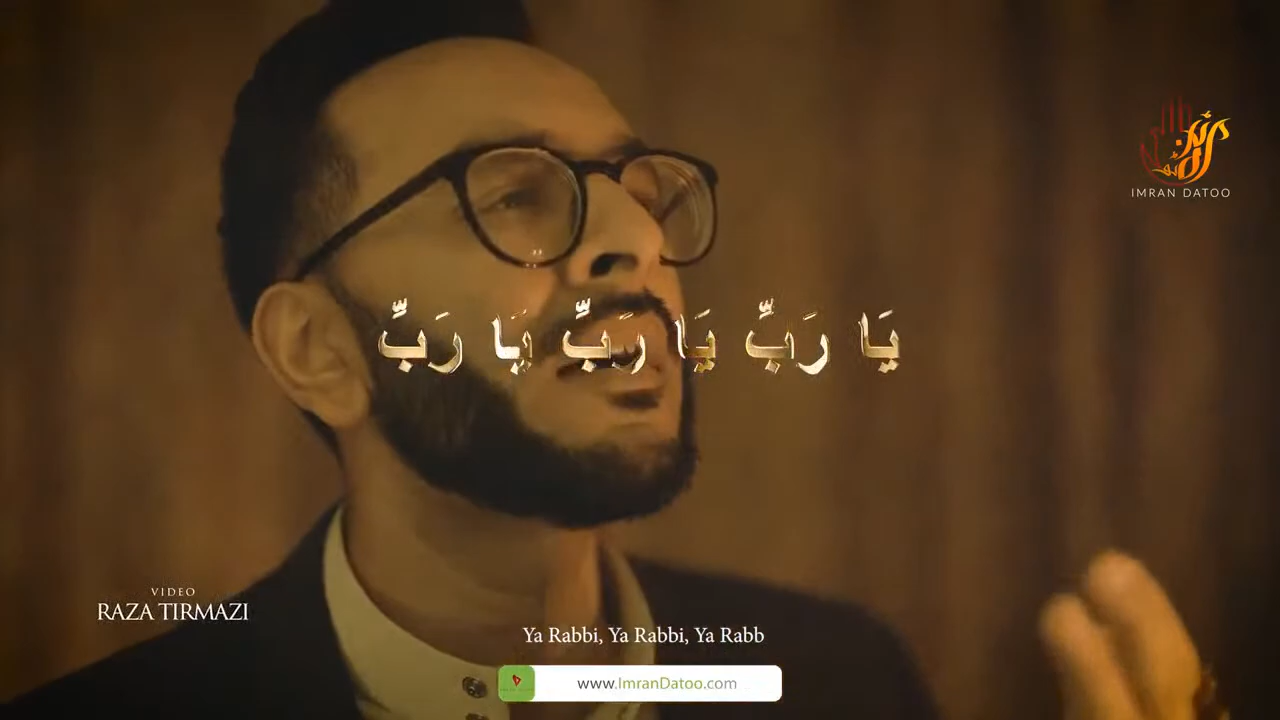 IMRAN DATOO
يَا رَبِّ يَا رَبِّ يَا رَبِّ
VIDEO
RAZA TIRMAZI
Ya Rabbi, Ya Rabbi, Ya Rabb
www.ImranDatoo.com